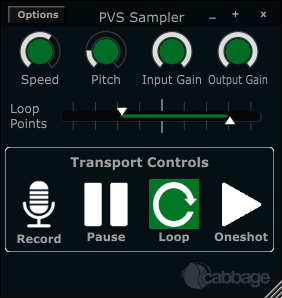 Options PVS Sampler _ + x
Speed Pitch Input Gain Output Gain
Loop
Points
Transport Controls
Record Pause Loop Oneshot
cabbage